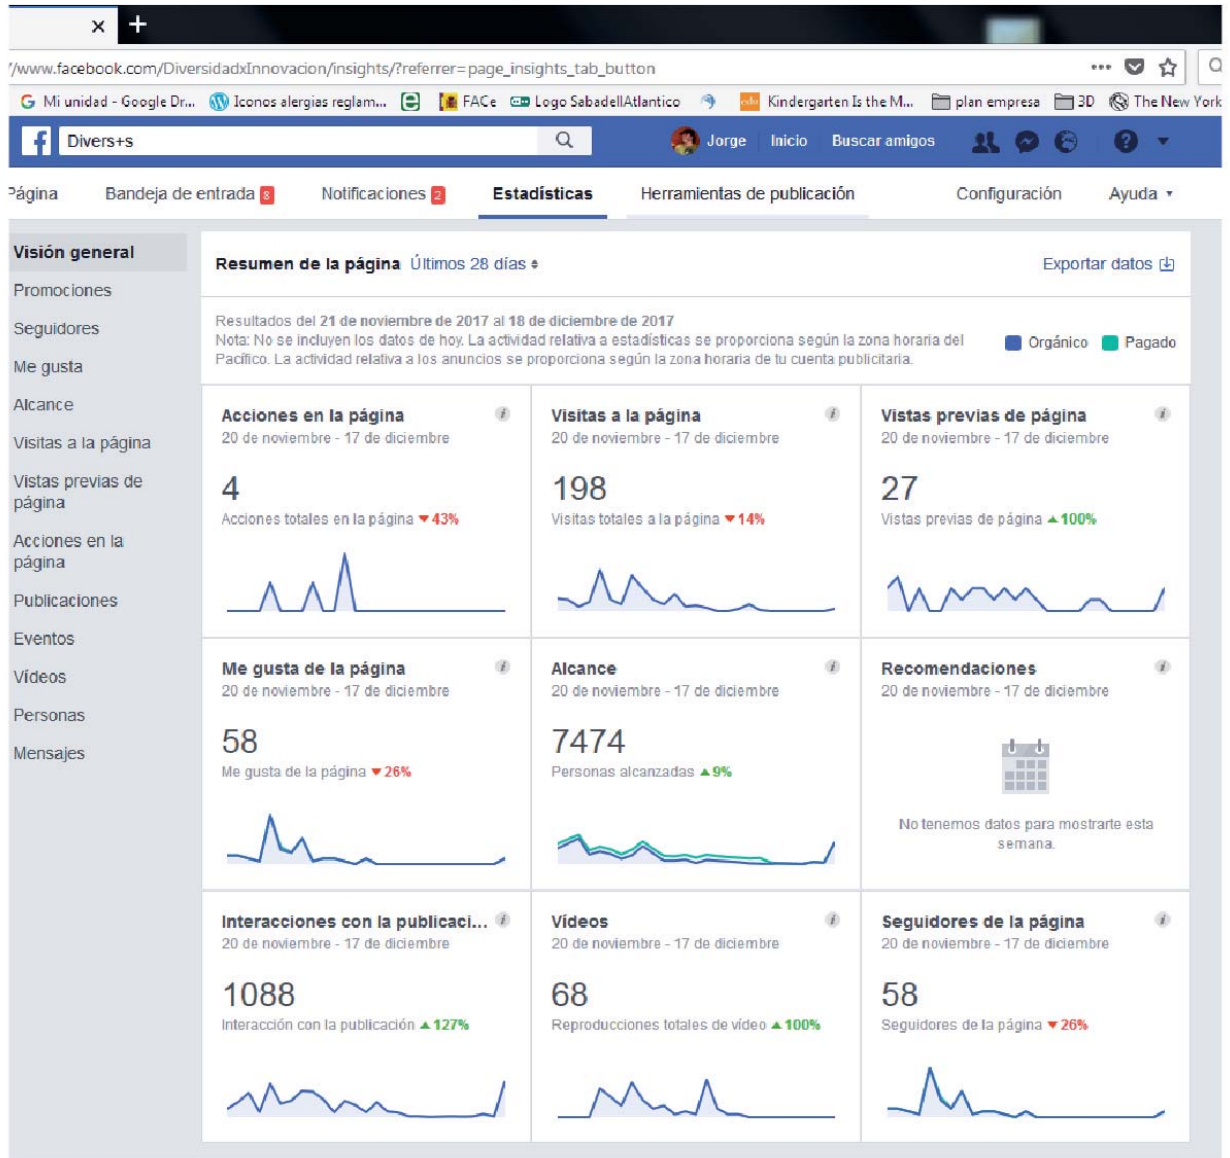 //www.facebook.com/DiversidadxInnovacion/insights/?referrer=page_insights_tab_button
Mi unidad - Google Dr... Iconos alergias reglam... FACe Logo SabadellAtlantico Kindergarten Is the M... plan empresa 3D The New York
Divers+s
Jorge Inicio Buscar amigos
Página Bandeja de entrada 8 Notificaciones 2 Estadísticas Herramientas de publicación Configuración Ayuda
Visión general
Promociones
Seguidores
Me gusta
Alcance
Visitas a la página
Vistas previas de
página
Acciones en la
página
Publicaciones
Eventos
Vídeos
Personas
Mensajes
Resumen de la página Últimos 28 días
Exportar datos
Resultados del 21 de noviembre de 2017 al 18 de diciembre de 2017
Nota: No se incluyen los datos de hoy. La actividad relativa a estadísticas se proporciona según la zona horaria del
Pacífico. La actividad relativa a los anuncios se proporciona según la zona horaria de tu cuenta publicitaria.
Orgánico Pagado
Acciones en la página
20 de noviembre - 17 de diciembre
4
Acciones totales en la página ▼43%
Visitas a la página
20 de noviembre - 17 de diciembre
198
Visitas totales a la página ▼14%
Vistas previas de página
20 de noviembre - 17 de diciembre
27
Vistas previas de página ▲100%
Me gusta de la página
20 de noviembre - 17 de diciembre
58
Me gusta de la página ▼26%
Alcance
20 de noviembre - 17 de diciembre
7474
Personas alcanzadas ▲9%
Recomendaciones
20 de noviembre - 17 de diciembre
No tenemos datos para mostrarte esta
semana.
Interacciones con la publicaci...
20 de noviembre - 17 de diciembre
1088
Interacción con la publicación ▲127%
Vídeos
20 de noviembre - 17 de diciembre
68
Reproducciones totales de vídeo ▲100%
Seguidores de la página
20 de noviembre - 17 de diciembre
58
Seguidores de la página ▼26%